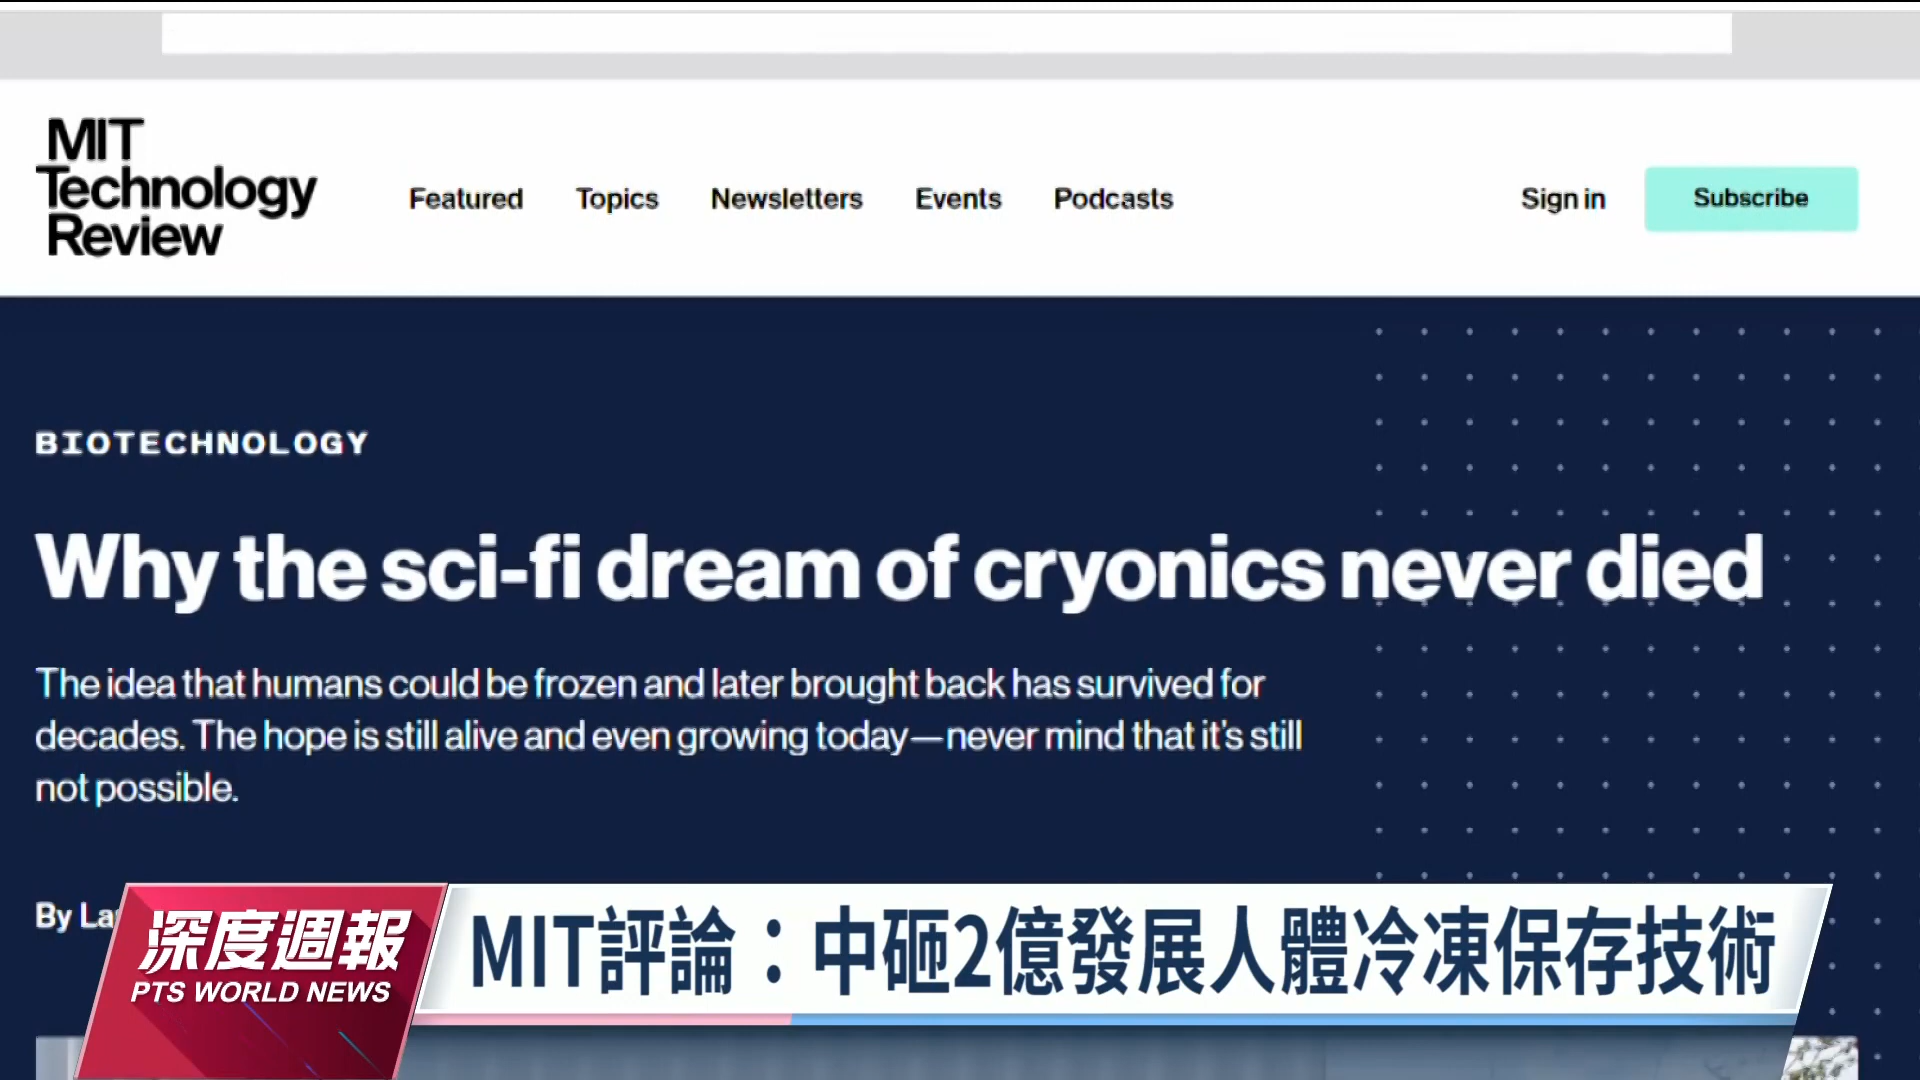 MIT
Technology
Review
Featured Topics Newsletters Events Podcasts Sign in Subscribe
BIOTECHNOLOGY
Why the sci-fi dream of cryonics never died
The idea that humans could be frozen and later brought back has survived for
decades. The hope is still alive and even growing today—never mind that it's still
not possible.
By
深度週報
PTS WORLD NEWS
MIT評論：中砸2億發展人體冷凍保存技術